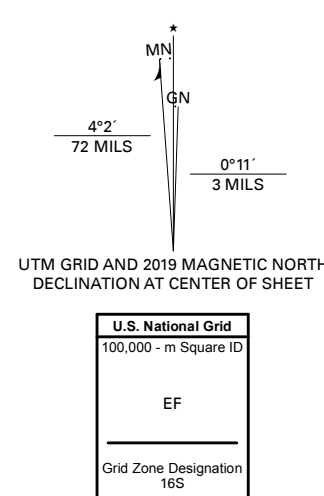 MN
GN
4°2´
72 MILS
0°11´
3 MILS
UTM GRID AND 2019 MAGNETIC NORTH
DECLINATION AT CENTER OF SHEET
U.S. National Grid
100,000 - m Square ID
EF
Grid Zone Designation
16S